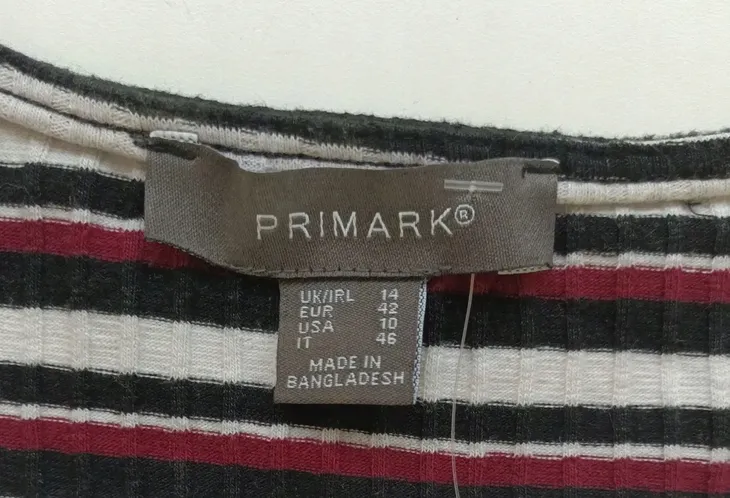 PRIMARK®
UK/IRL 14
EUR 42
USA 10
IT 46
MADE IN
BANGLADESH